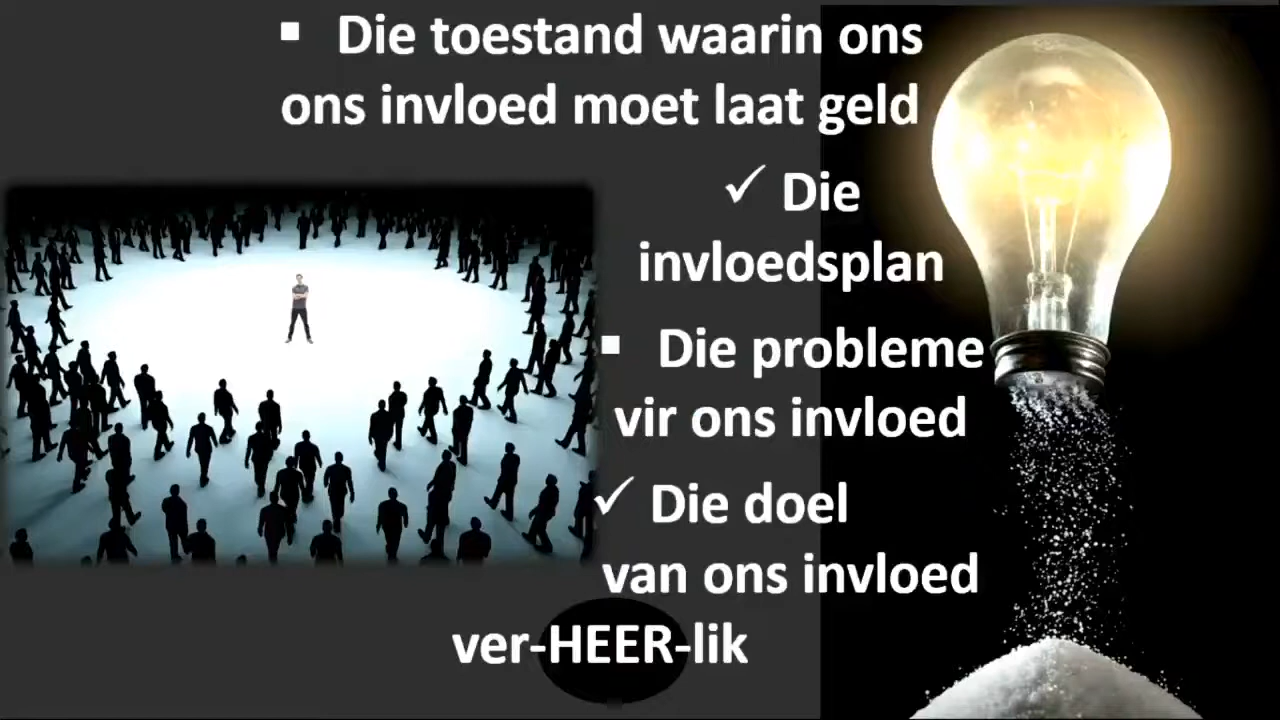 ▪ Die toestand waarin ons
ons invloed moet laat geld
✓ Die
invloedsplan
▪ Die probleme
vir ons invloed
✓ Die doel
van ons invloed
ver-HEER-lik